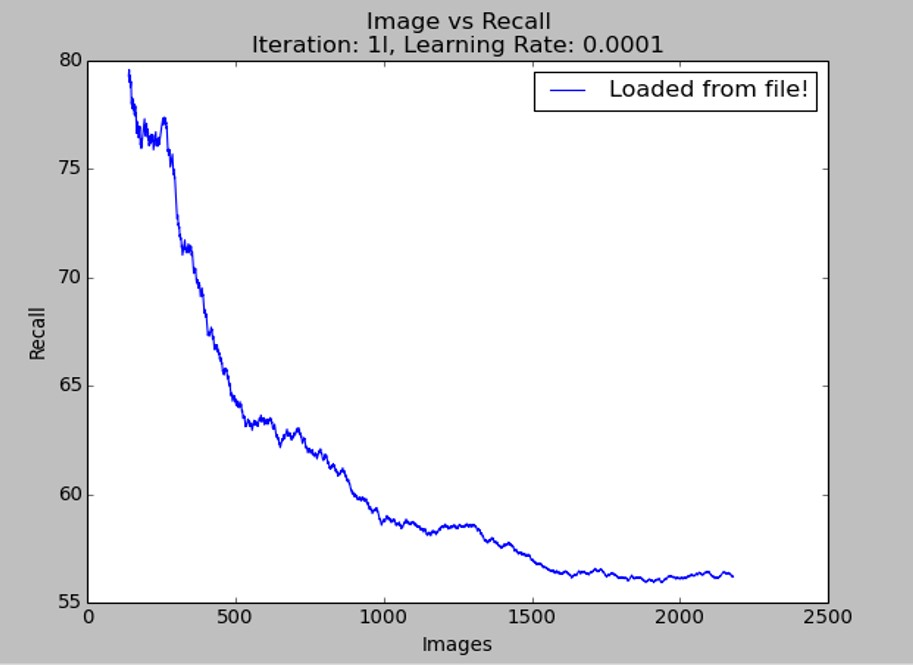 Image vs Recall
Iteration: 1l, Learning Rate: 0.0001
Loaded from file!
80
75
70
65
60
55
Recall
0 500 1000 1500 2000 2500
Images